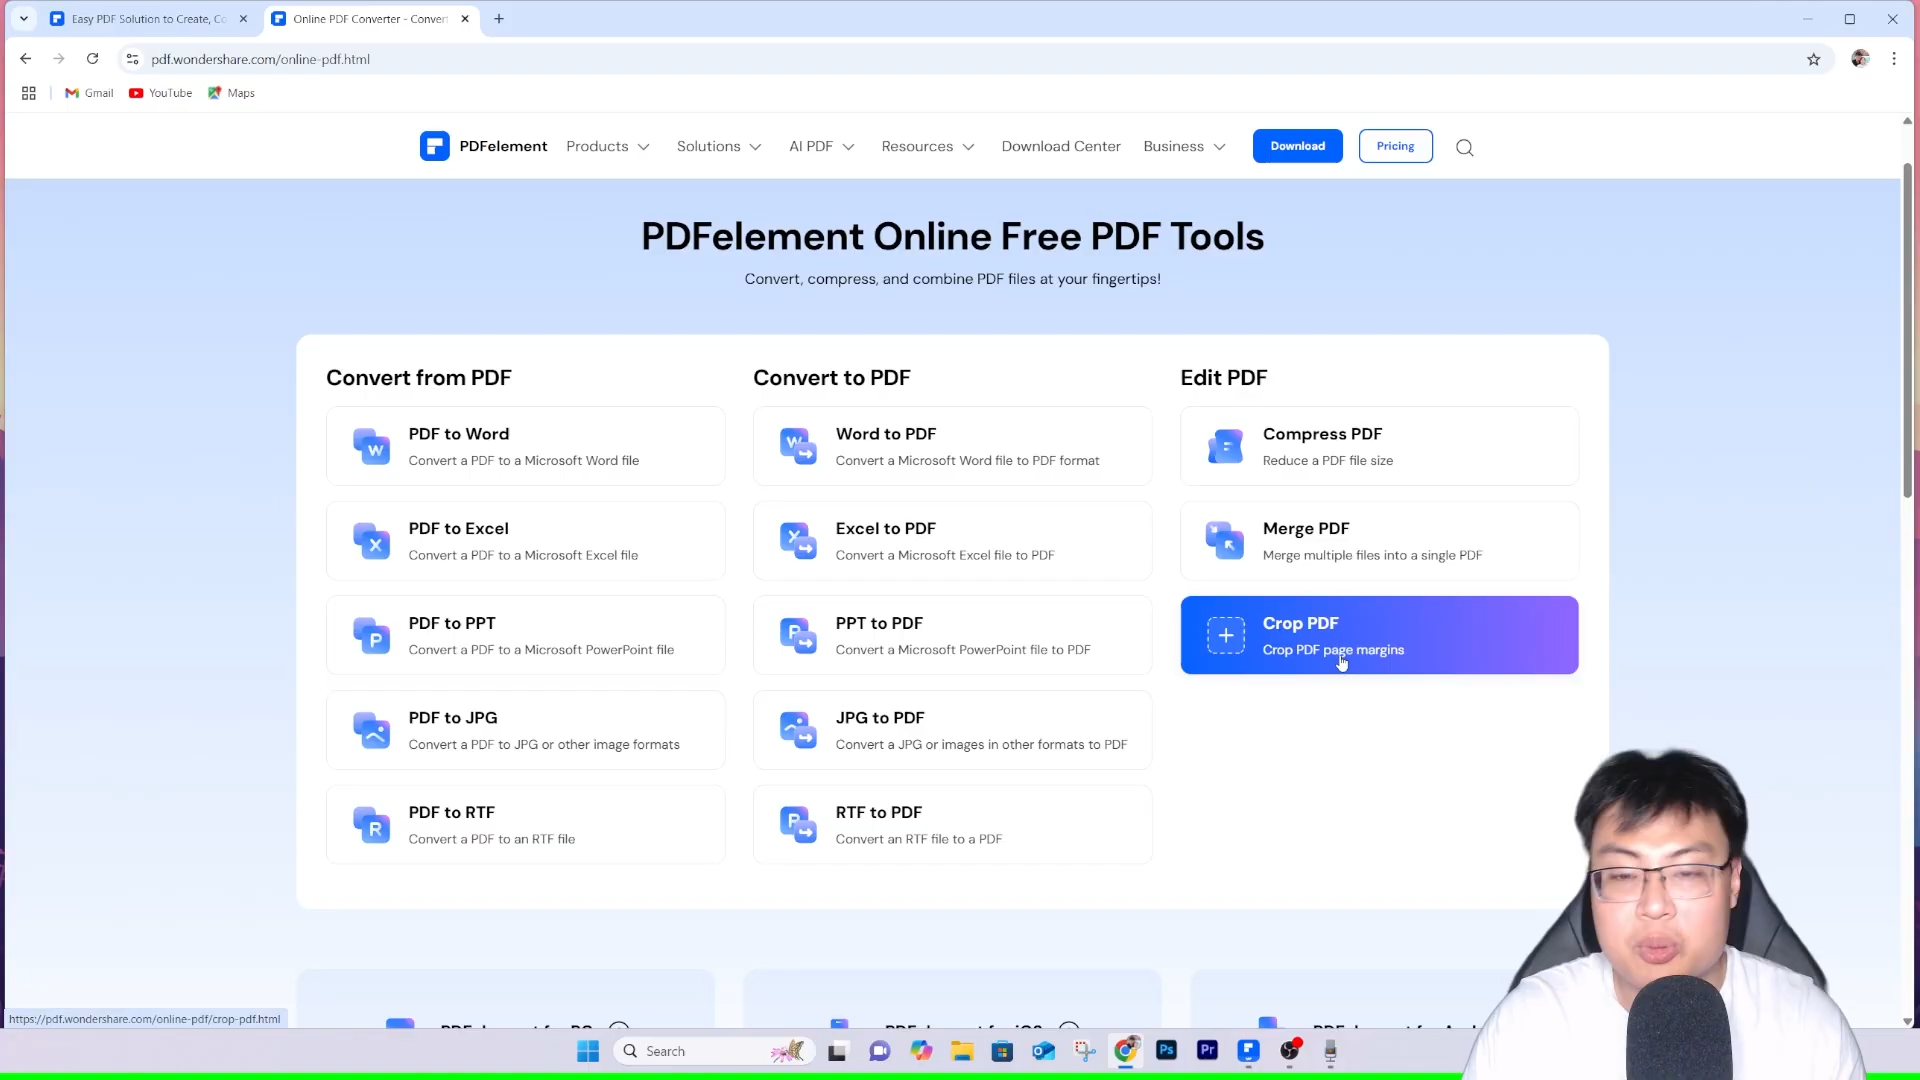 Easy PDF Solution to Create, Co
Online PDF Converter - Convert
pdf.wondershare.com/online-pdf.html
Gmail
YouTube
Maps
PDFelement
Products
Solutions
AI PDF
Resources
Download Center
Business
Download
Pricing
PDFelement Online Free PDF Tools
Convert, compress, and combine PDF files at your fingertips!
Convert from PDF
PDF to Word
Convert a PDF to a Microsoft Word file
PDF to Excel
Convert a PDF to a Microsoft Excel file
PDF to PPT
Convert a PDF to a Microsoft PowerPoint file
PDF to JPG
Convert a PDF to JPG or other image formats
PDF to RTF
Convert a PDF to an RTF file
Convert to PDF
Word to PDF
Convert a Microsoft Word file to PDF format
Excel to PDF
Convert a Microsoft Excel file to PDF
PPT to PDF
Convert a Microsoft PowerPoint file to PDF
JPG to PDF
Convert a JPG or images in other formats to PDF
RTF to PDF
Convert an RTF file to a PDF
Edit PDF
Compress PDF
Reduce a PDF file size
Merge PDF
Merge multiple files into a single PDF
Crop PDF
Crop PDF page margins
https://pdf.wondershare.com/online-pdf/crop-pdf.html
Search
Ps
Pr